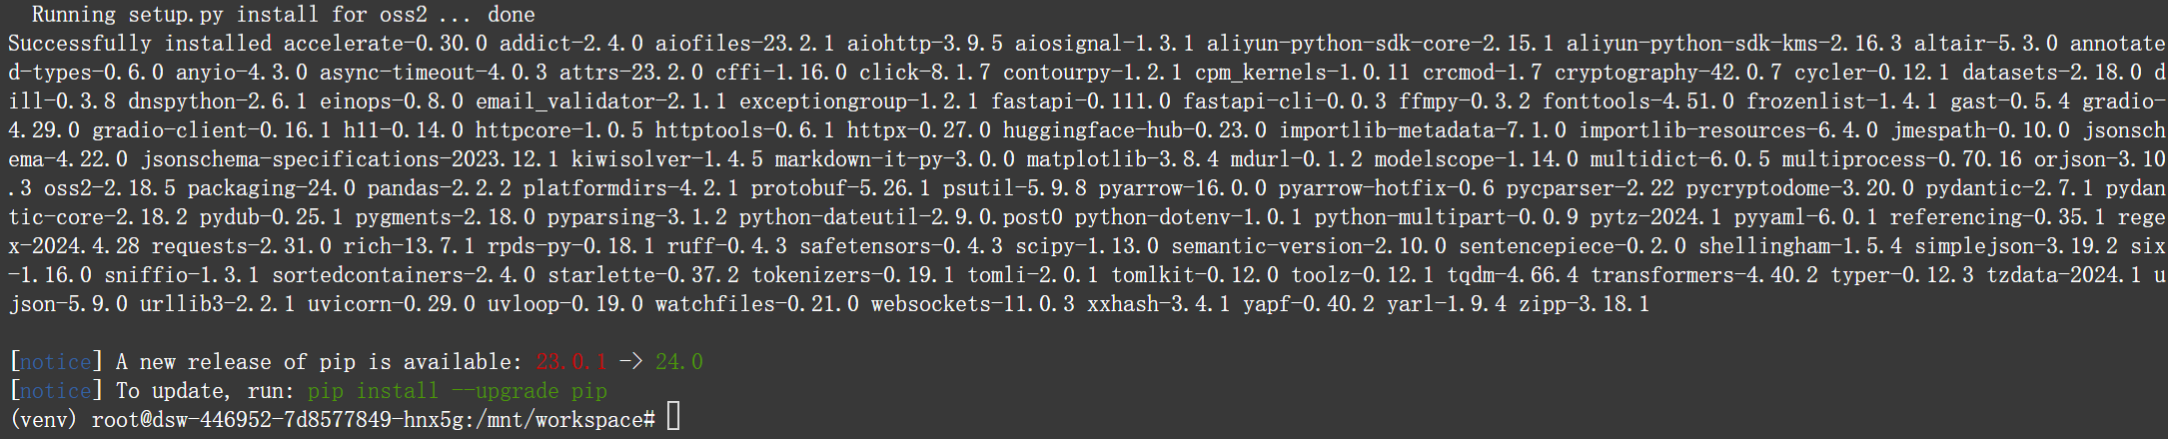 Running setup.py install for oss2 ... done
Successfully installed accelerate-0.30.0 addict-2.4.0 aiofiles-23.2.1 aiohttp-3.9.5 aiosignal-1.3.1 aliyun-python-sdk-core-2.15.1 aliyun-python-sdk-kms-2.16.3 altair-5.3.0 annotate
d-types-0.6.0 anyio-4.3.0 async-timeout-4.0.3 attrs-23.2.0 cffi-1.16.0 click-8.1.7 contourpy-1.2.1 cpm_kernels-1.0.11 crcmod-1.7 cryptography-42.0.7 cycler-0.12.1 datasets-2.18.0 d
ill-0.3.8 dnspython-2.6.1 einops-0.8.0 email_validator-2.1.1 exceptiongroup-1.2.1 fastapi-0.111.0 fastapi-cli-0.0.3 ffmpy-0.3.2 fonttools-4.51.0 frozenlist-1.4.1 gast-0.5.4 gradio-
4.29.0 gradio-client-0.16.1 h11-0.14.0 httpcore-1.0.5 httptools-0.6.1 httpx-0.27.0 huggingface-hub-0.23.0 importlib-metadata-7.1.0 importlib-resources-6.4.0 jmespath-0.10.0 jsonsch
ema-4.22.0 jsonschema-specifications-2023.12.1 kiwisolver-1.4.5 markdown-it-py-3.0.0 matplotlib-3.8.4 mdurl-0.1.2 modelscope-1.14.0 multidict-6.0.5 multiprocess-0.70.16 orjson-3.10
.3 oss2-2.18.5 packaging-24.0 pandas-2.2.2 platformdirs-4.2.1 protobuf-5.26.1 psutil-5.9.8 pyarrow-16.0.0 pyarrow-hotfix-0.6 pycparser-2.22 pycryptodome-3.20.0 pydantic-2.7.1 pydan
tic-core-2.18.2 pydub-0.25.1 pygments-2.18.0 pyparsing-3.1.2 python-dateutil-2.9.0.post0 python-dotenv-1.0.1 python-multipart-0.0.9 pytz-2024.1 pyyaml-6.0.1 referencing-0.35.1 rege
x-2024.4.28 requests-2.31.0 rich-13.7.1 rpds-py-0.18.1 ruff-0.4.3 safetensors-0.4.3 scipy-1.13.0 semantic-version-2.10.0 sentencepiece-0.2.0 shellingham-1.5.4 simplejson-3.19.2 six
-1.16.0 sniffio-1.3.1 sortedcontainers-2.4.0 starlette-0.37.2 tokenizers-0.19.1 tomli-2.0.1 tomlkit-0.12.0 toolz-0.12.1 tqdm-4.66.4 transformers-4.40.2 typer-0.12.3 tzdata-2024.1 u
json-5.9.0 urllib3-2.2.1 uvicorn-0.29.0 uvloop-0.19.0 watchfiles-0.21.0 websockets-11.0.3 xxhash-3.4.1 yapf-0.40.2 yarl-1.9.4 zipp-3.18.1
[notice] A new release of pip is available: 23.0.1 -> 24.0
[notice] To update, run: pip install --upgrade pip
(venv) root@dsw-446952-7d8577849-hnx5g:/mnt/workspace#